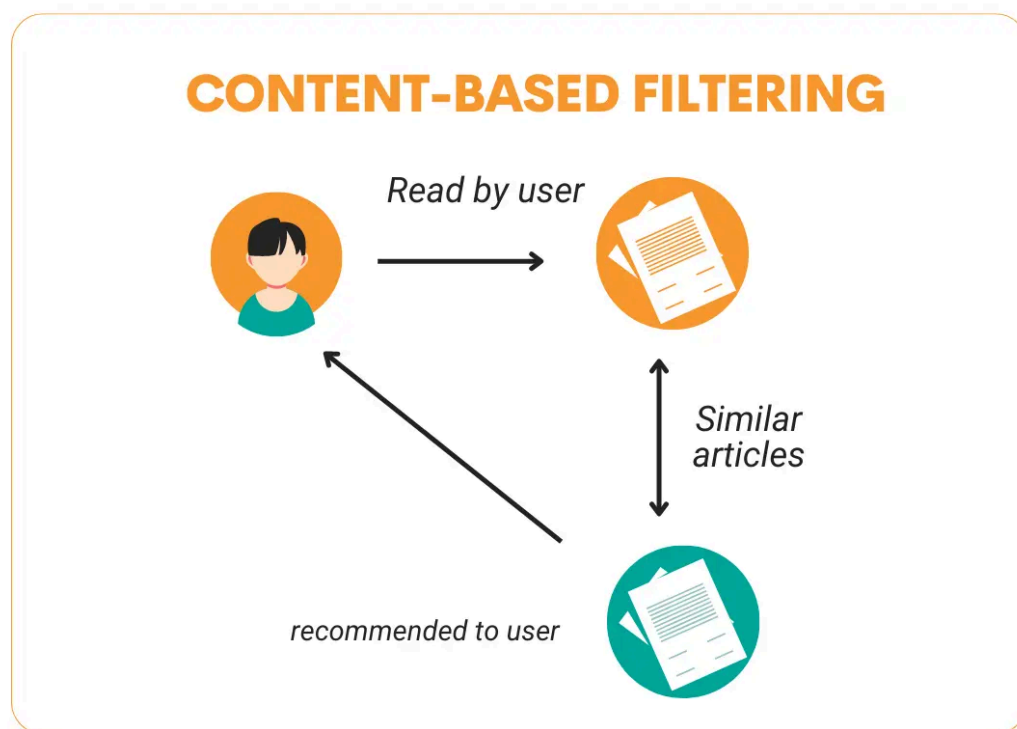 CONTENT-BASED FILTERING
Read by user
Similar
articles
recommended to user